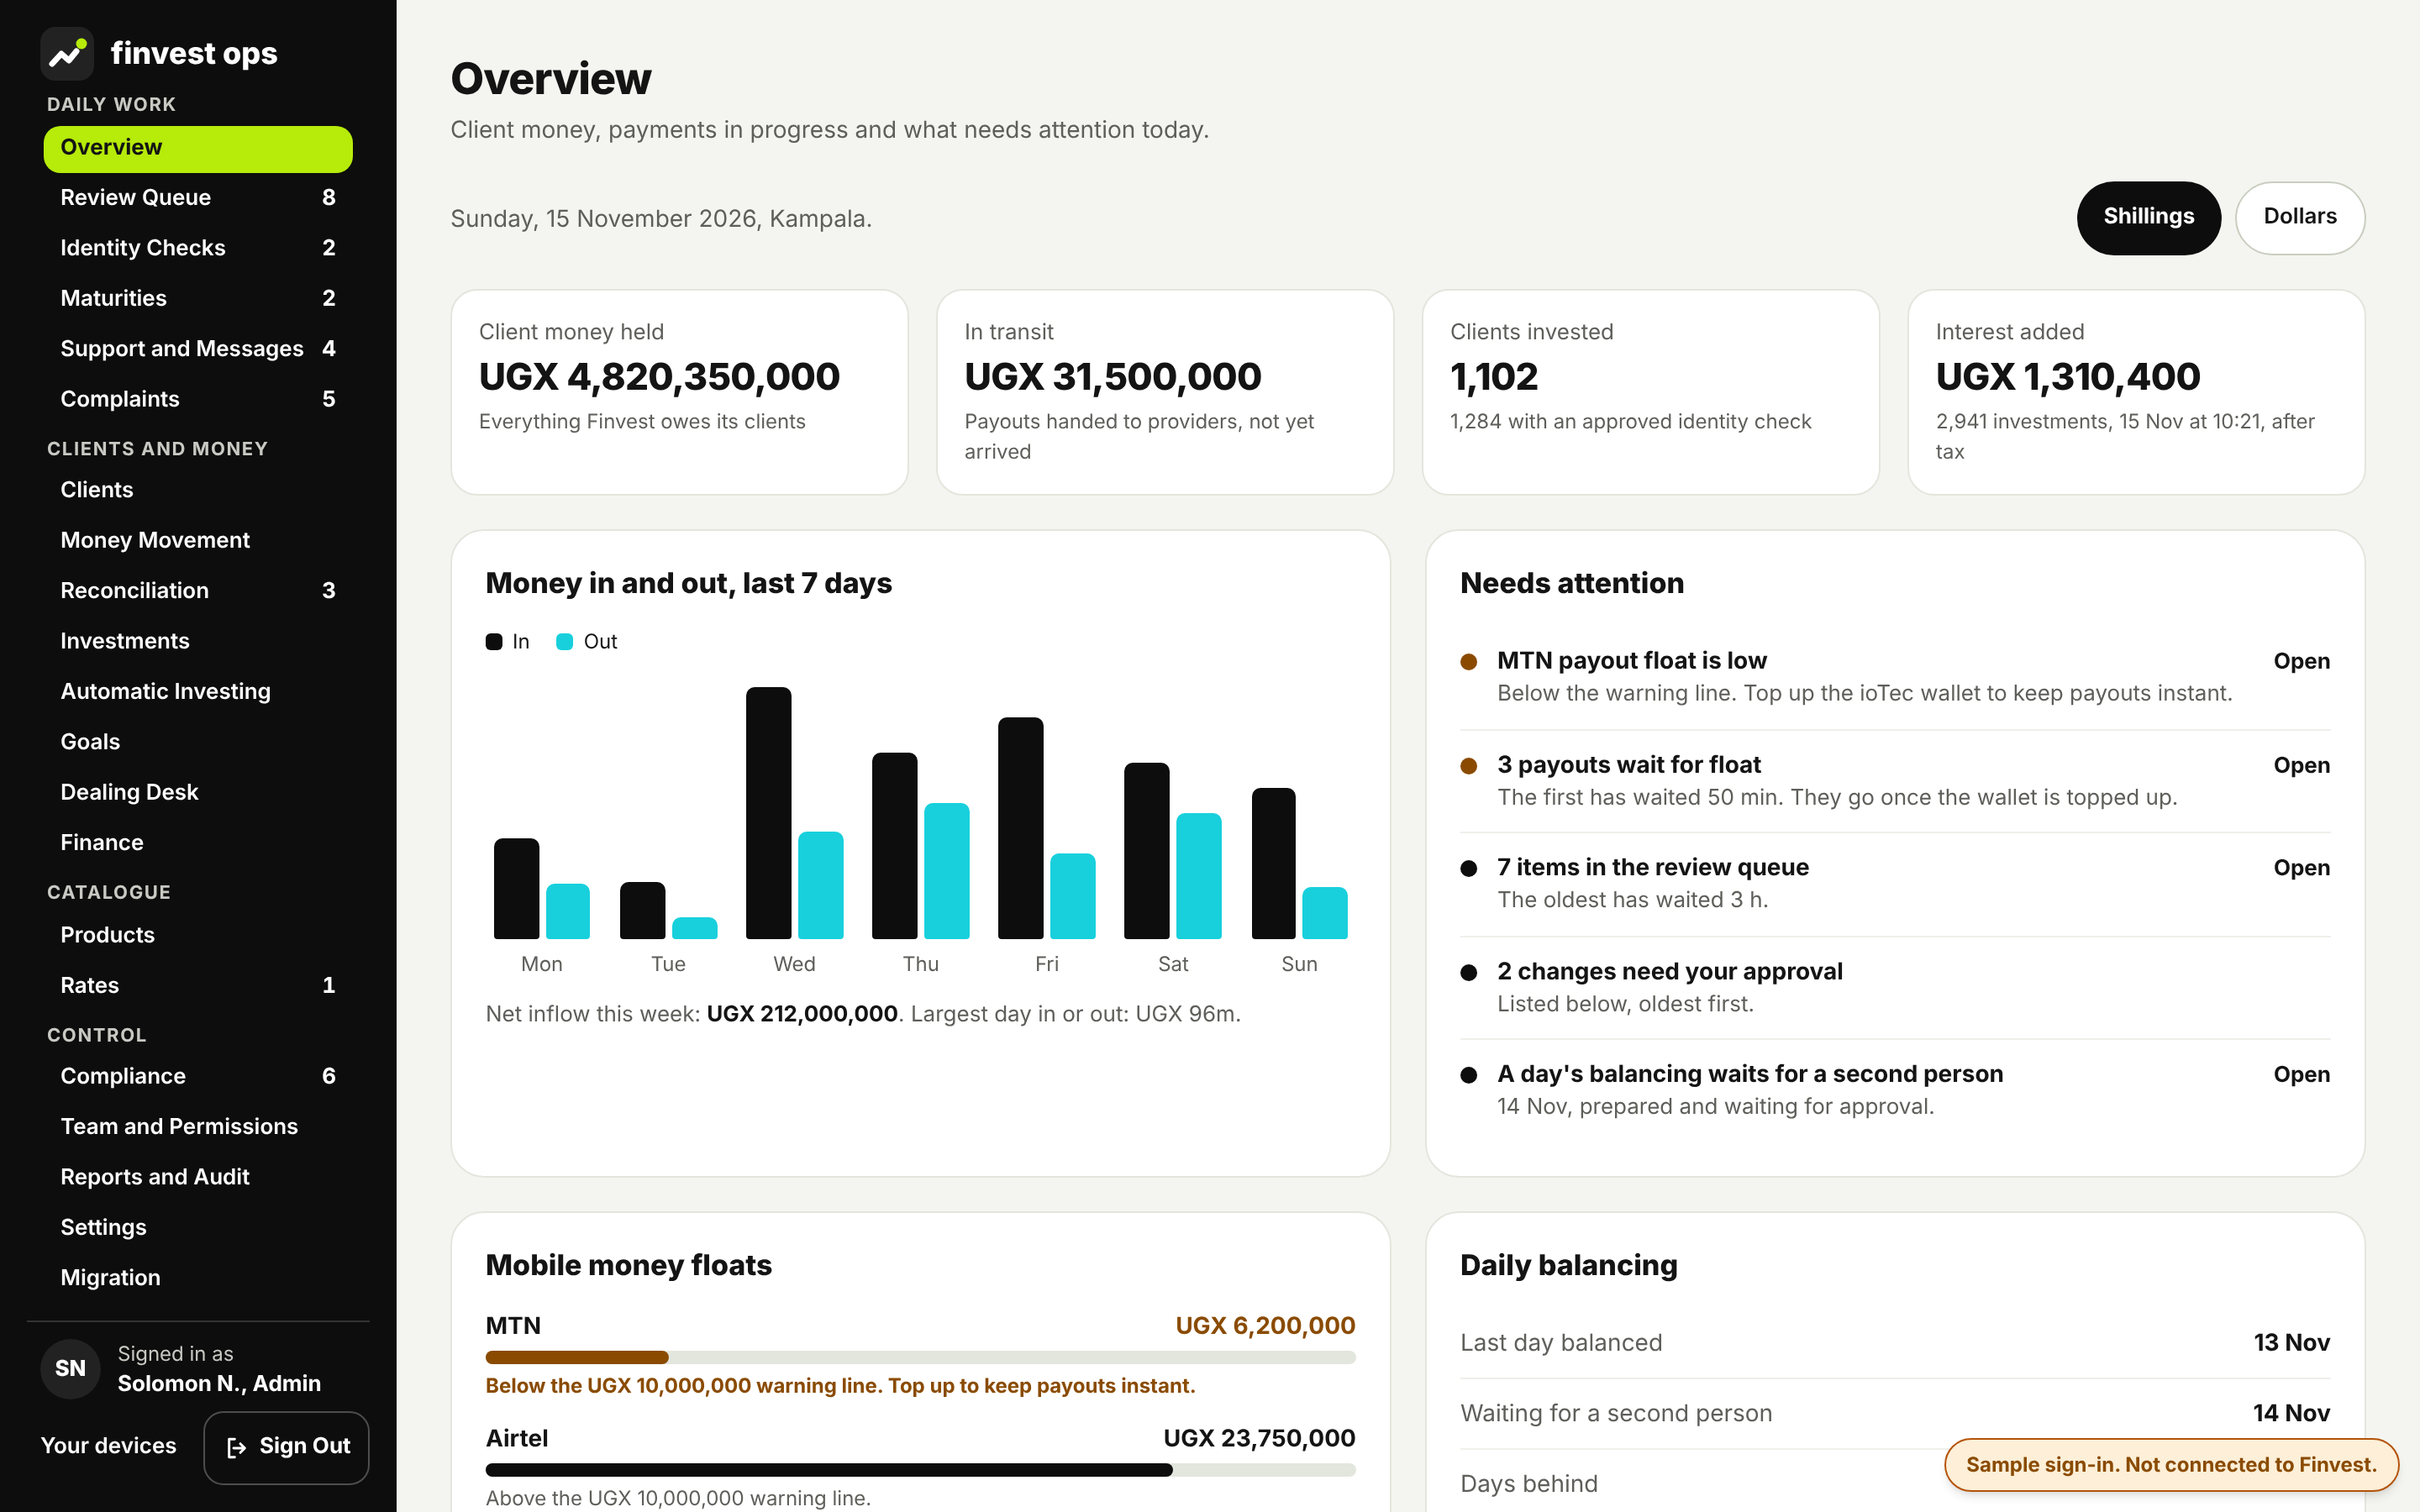 finvest ops
DAILY WORK
Overview
Review Queue 8
Identity Checks 2
Maturities 2
Support and Messages 4
Complaints 5
CLIENTS AND MONEY
Clients
Money Movement
Reconciliation 3
Investments
Automatic Investing
Goals
Dealing Desk
Finance
CATALOGUE
Products
Rates 1
CONTROL
Compliance 6
Team and Permissions
Reports and Audit
Settings
Migration
SN
Signed in as
Solomon N., Admin
Your devices
Sign Out
Overview
Client money, payments in progress and what needs attention today.
Sunday, 15 November 2026, Kampala.
Shillings
Dollars
Client money held
UGX 4,820,350,000
Everything Finvest owes its clients
In transit
UGX 31,500,000
Payouts handed to providers, not yet
arrived
Clients invested
1,102
1,284 with an approved identity check
Interest added
UGX 1,310,400
2,941 investments, 15 Nov at 10:21, after
tax
Money in and out, last 7 days
In Out
Mon Tue Wed Thu Fri Sat Sun
Net inflow this week: UGX 212,000,000. Largest day in or out: UGX 96m.
Needs attention
MTN payout float is low Open
Below the warning line. Top up the ioTec wallet to keep payouts instant.
3 payouts wait for float Open
The first has waited 50 min. They go once the wallet is topped up.
7 items in the review queue Open
The oldest has waited 3 h.
2 changes need your approval
Listed below, oldest first.
A day's balancing waits for a second person Open
14 Nov, prepared and waiting for approval.
Mobile money floats
MTN UGX 6,200,000
Below the UGX 10,000,000 warning line. Top up to keep payouts instant.
Airtel UGX 23,750,000
Above the UGX 10,000,000 warning line.
Daily balancing
Last day balanced 13 Nov
Waiting for a second person 14 Nov
Days behind
Sample sign-in. Not connected to Finvest.